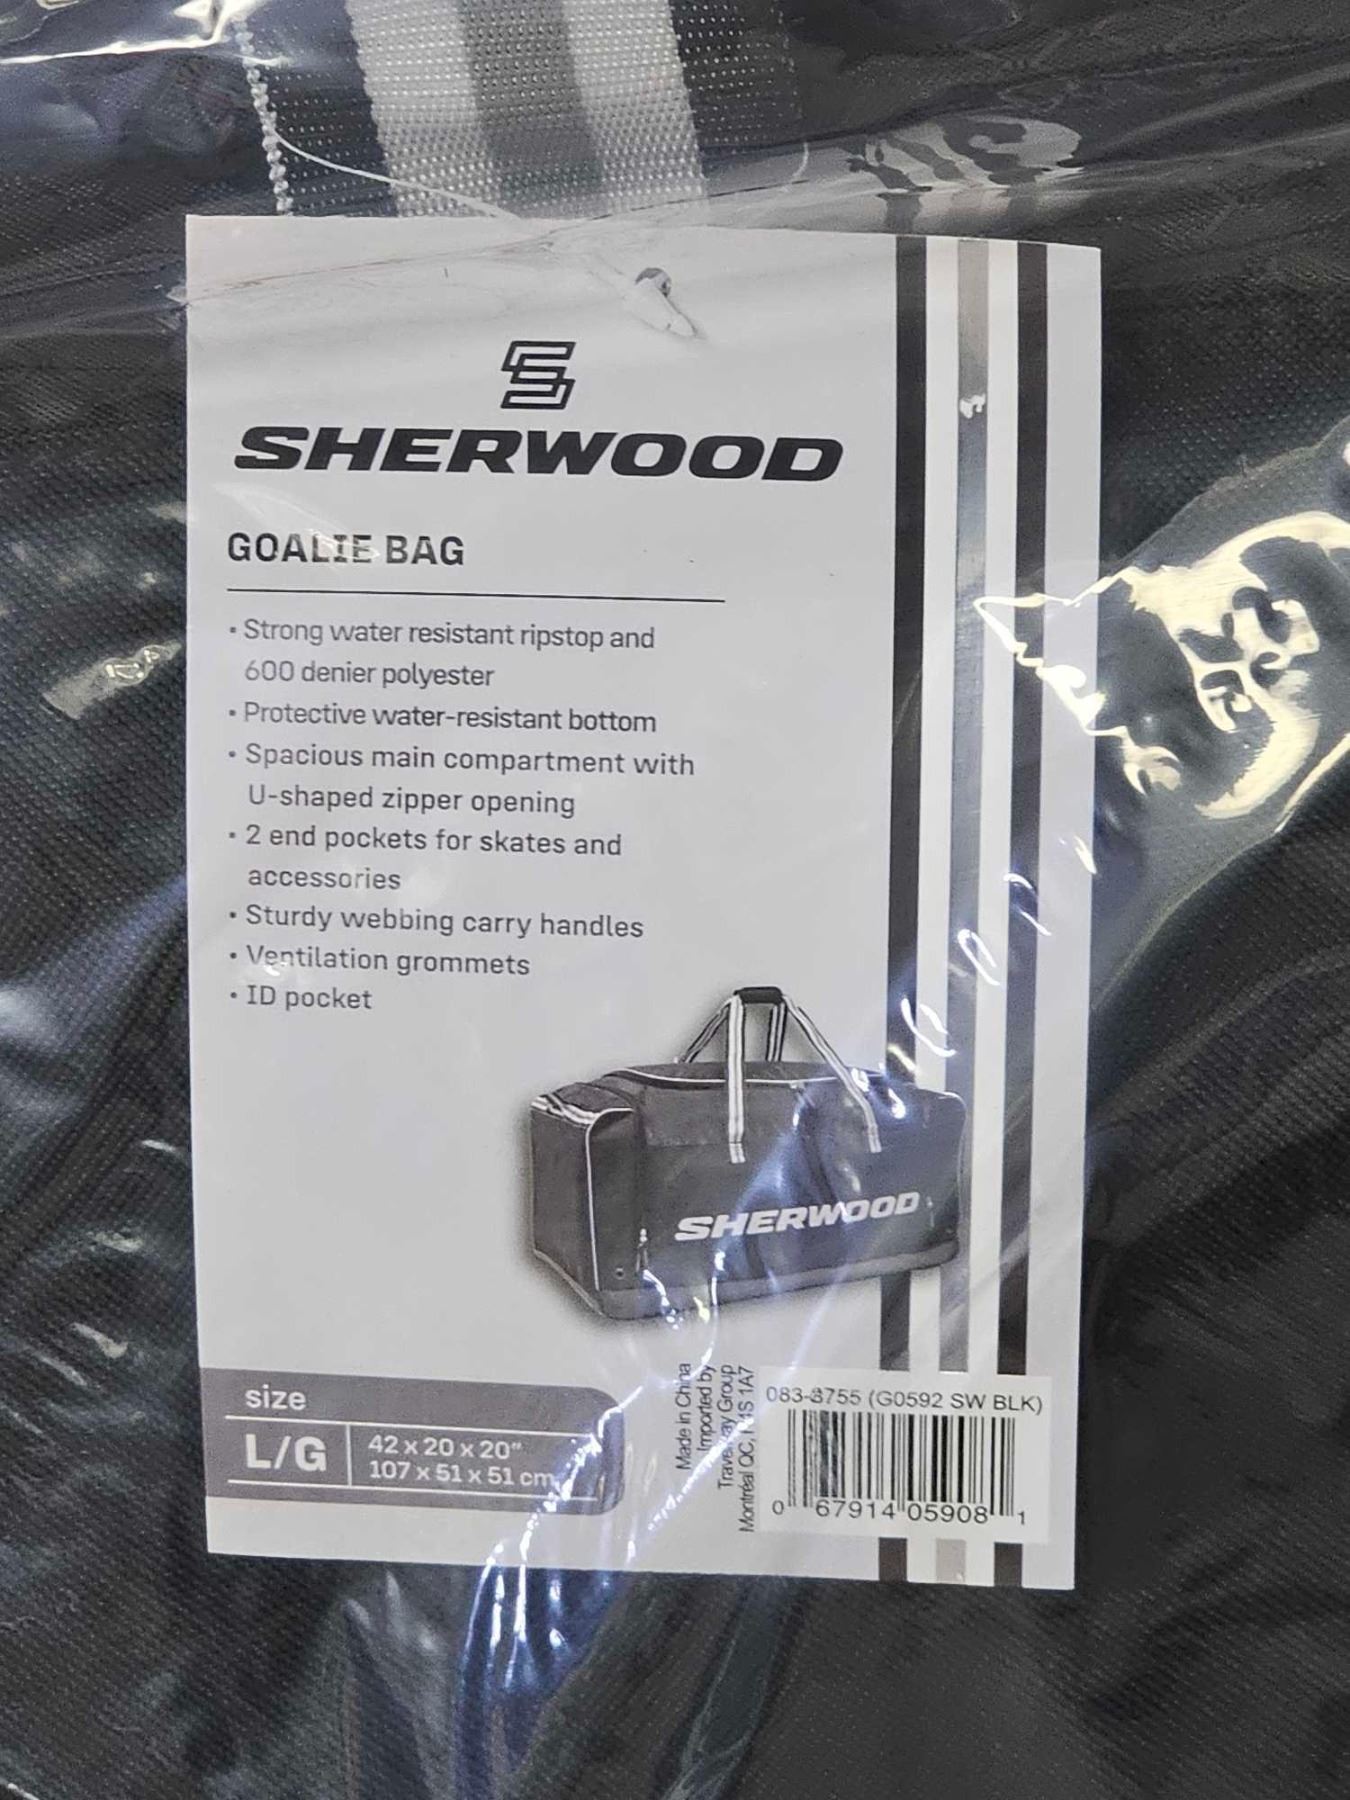 SHERWOOD
GOALIE BAG
• Strong water resistant ripstop and
600 denier polyester
• Protective water-resistant bottom
• Spacious main compartment with
U-shaped zipper opening
• 2 end pockets for skates and
accessories
• Sturdy webbing carry handles
• Ventilation grommets
• ID pocket
SHERWOOD
size
L/G
42 x 20 x 20"
107 x 51 x 51 cm
Made in China
Imported by
Group
Montréal QC, 1A7
083-8755 (G0592 SW BLK)
0 67914 05908 1